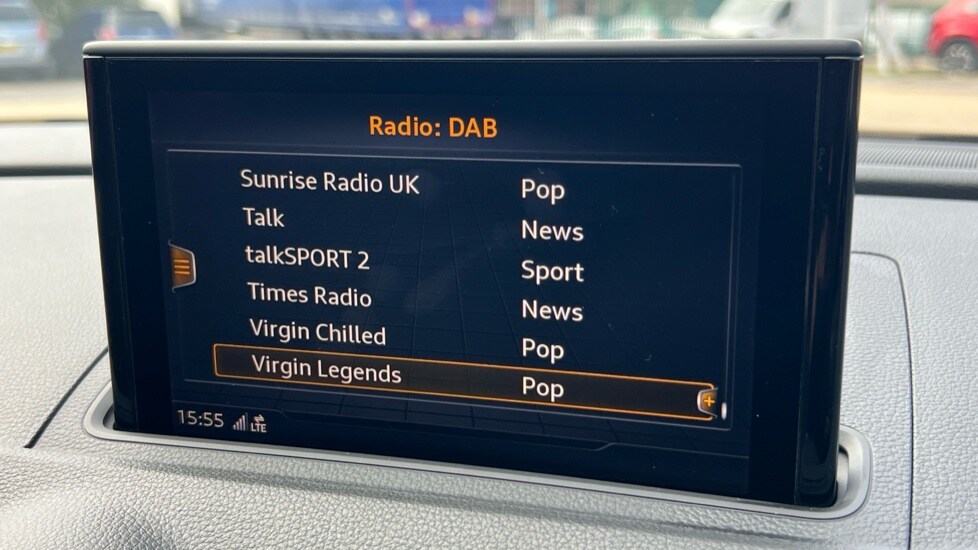 Radio: DAB
Sunrise Radio UK Pop
Talk News
talkSPORT 2 Sport
Times Radio News
Virgin Chilled Pop
Virgin Legends Pop
15:55 LTE